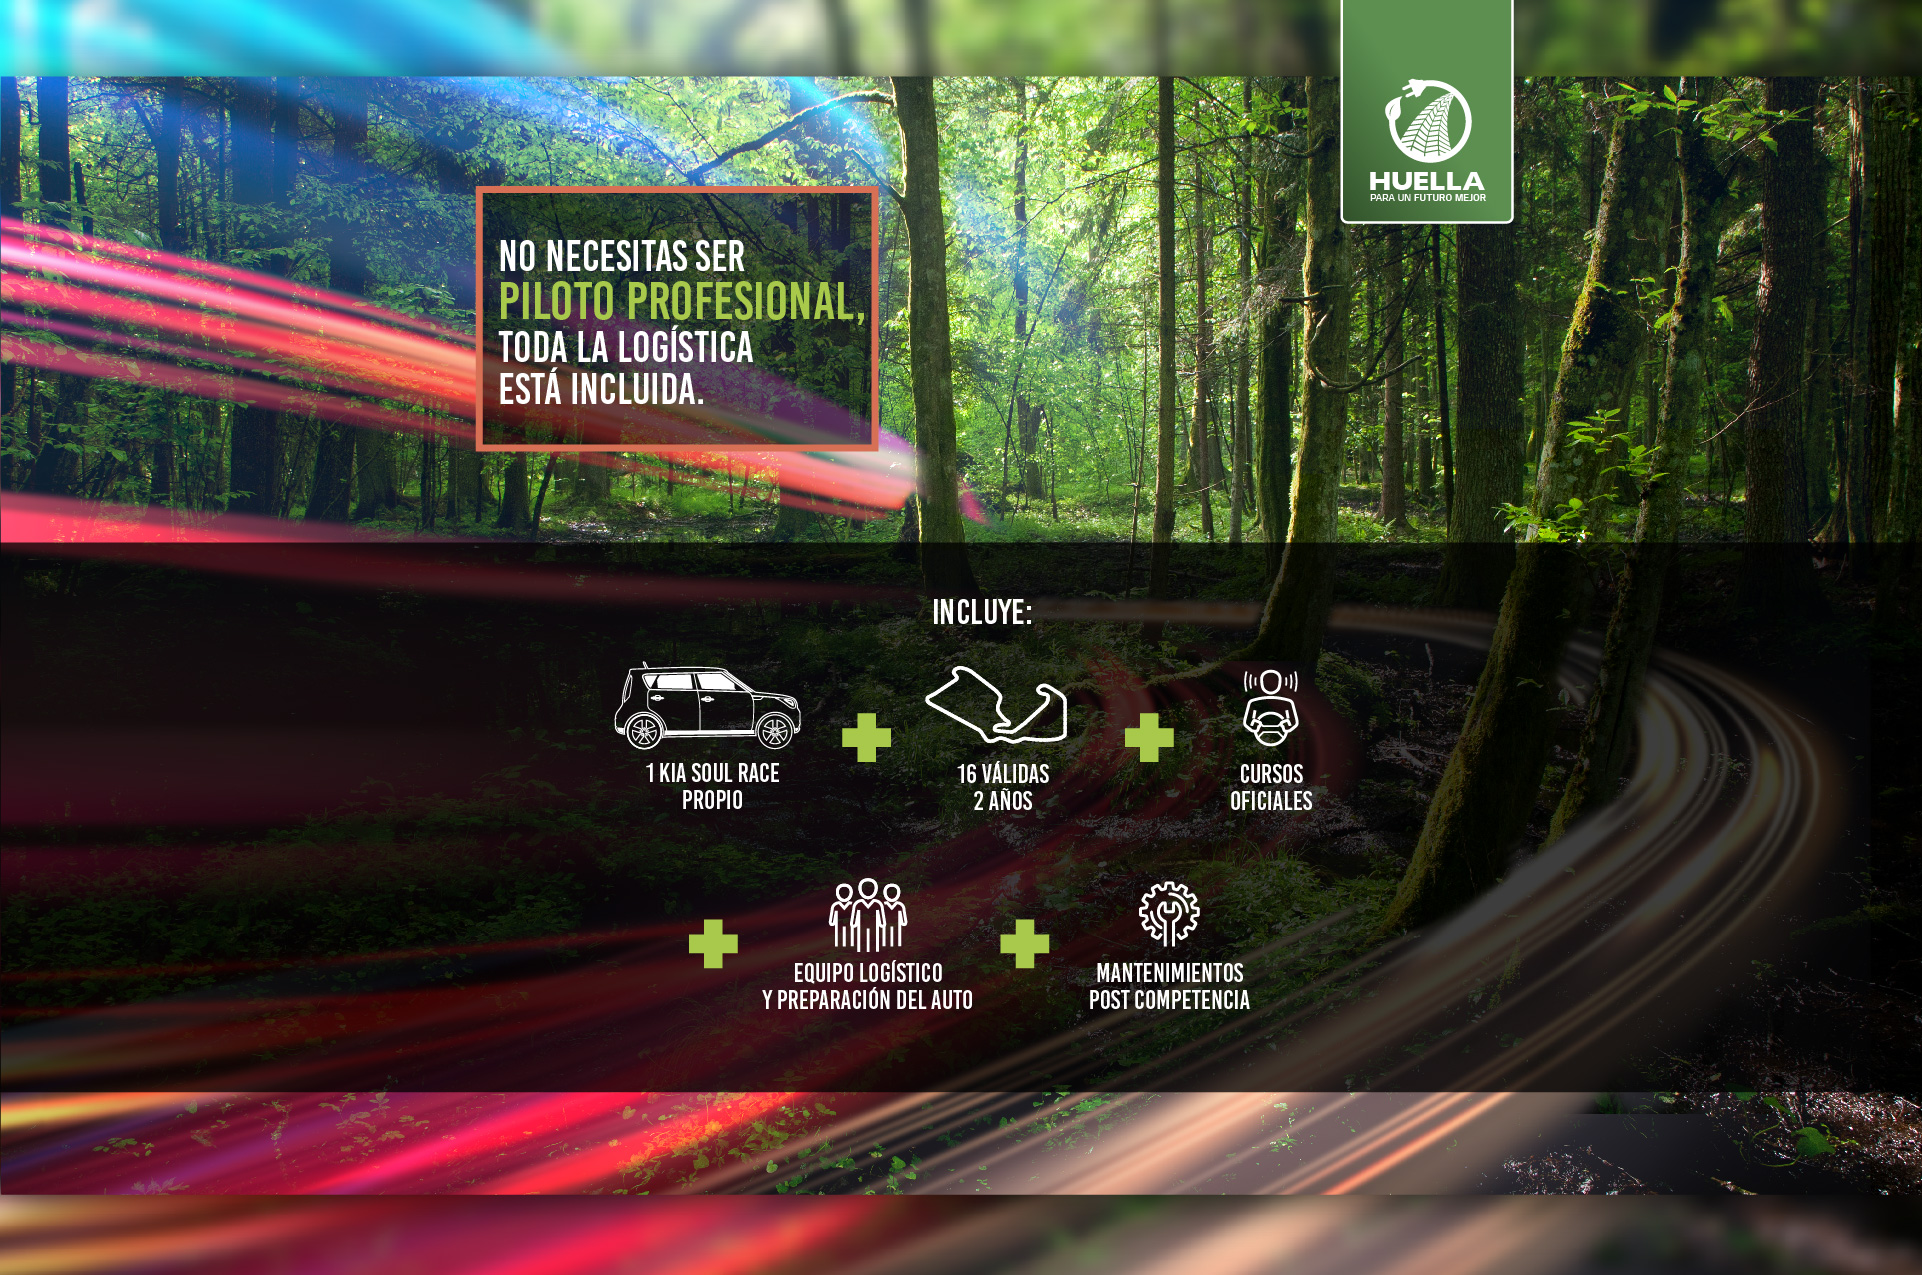 HUELLA
PARA UN FUTURO MEJOR
NO NECESITAS SER
PILOTO PROFESIONAL,
TODA LA LOGÍSTICA
ESTÁ INCLUIDA.
INCLUYE:
1 KIA SOUL RACE
PROPIO
16 VÁLIDAS
2 AÑOS
CURSOS
OFICIALES
EQUIPO LOGÍSTICO
Y PREPARACIÓN DEL AUTO
MANTENIMIENTOS
POST COMPETENCIA